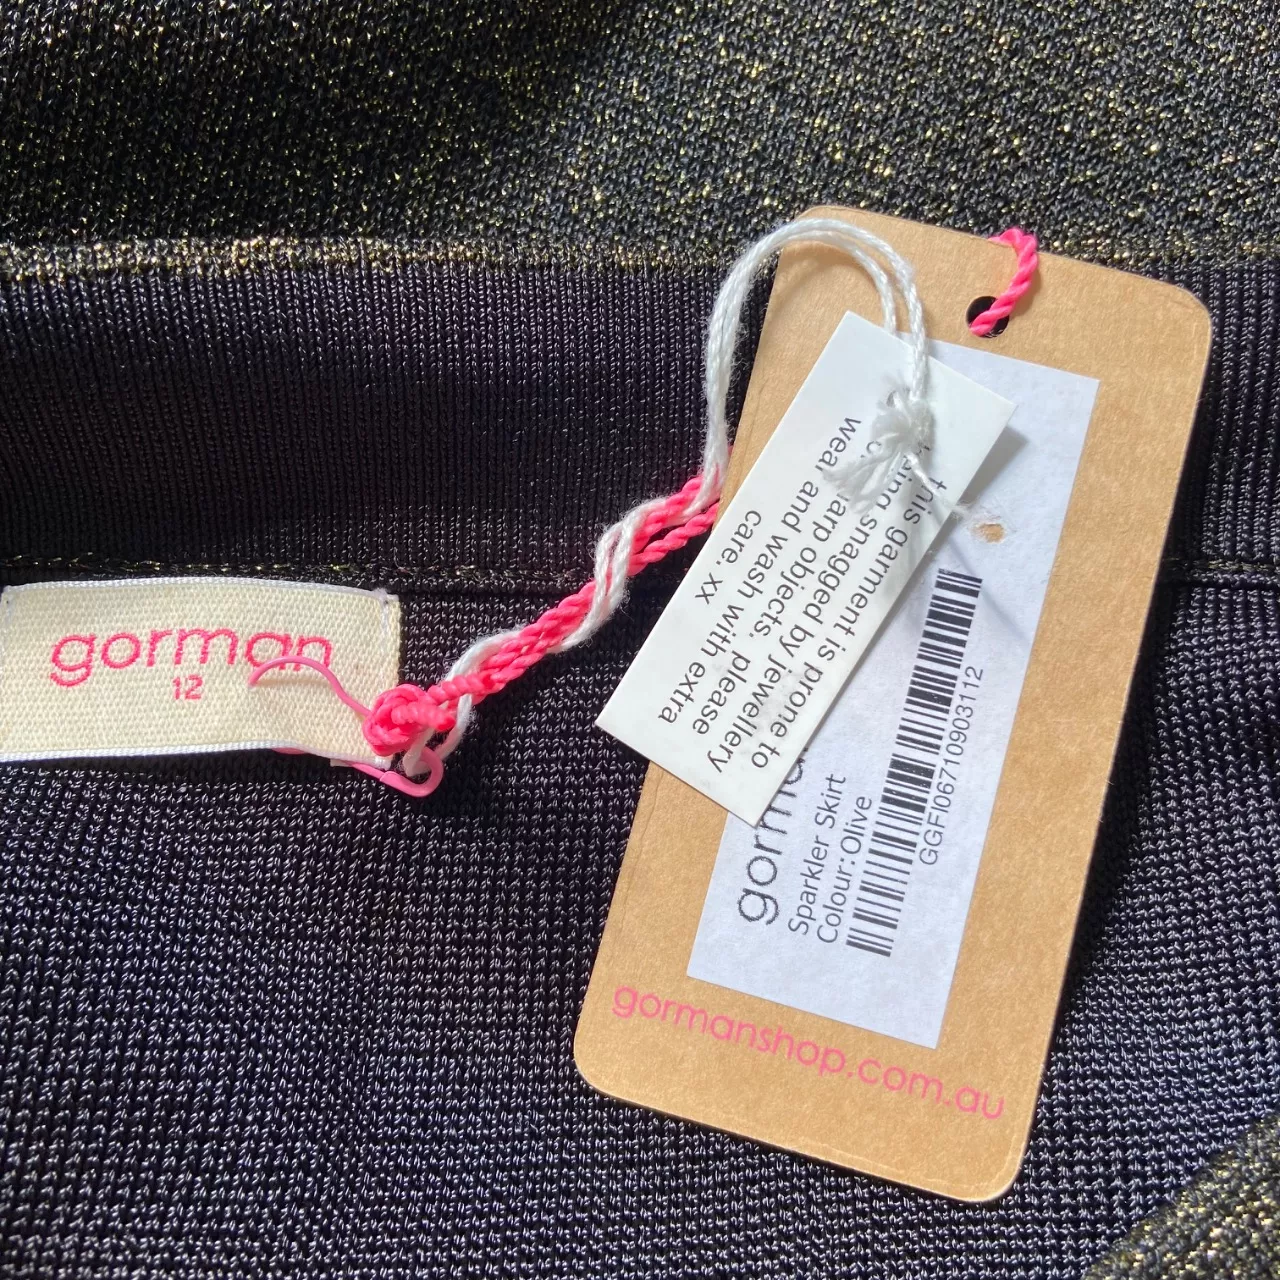 gorman
12
this garment is prone to
being snagged by jewellery
sharp objects.
wear and wash with extra
care. xx
please
gorman
Sparkler Skirt
Colour:Olive
GGFI06710903112
gormanshop.com.au